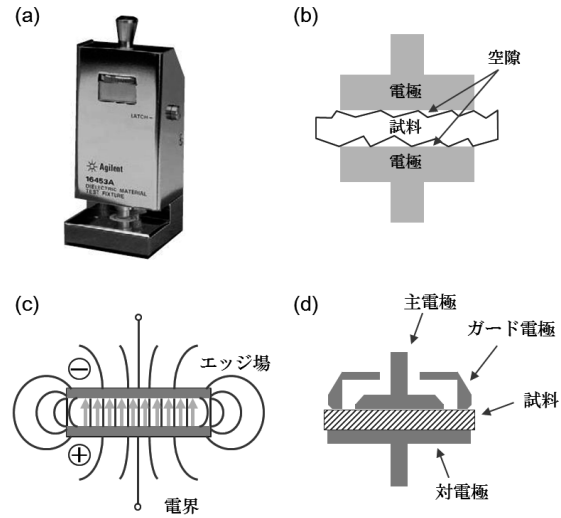 (a)
LATCH
Agilent
16453A
DIELECTRIC MATERIAL
TEST FIXTURE
(b)
空隙
電極
試料
電極
(c)
エッジ場
⊖
⊕
電界
(d)
主電極
ガード電極
試料
対電極